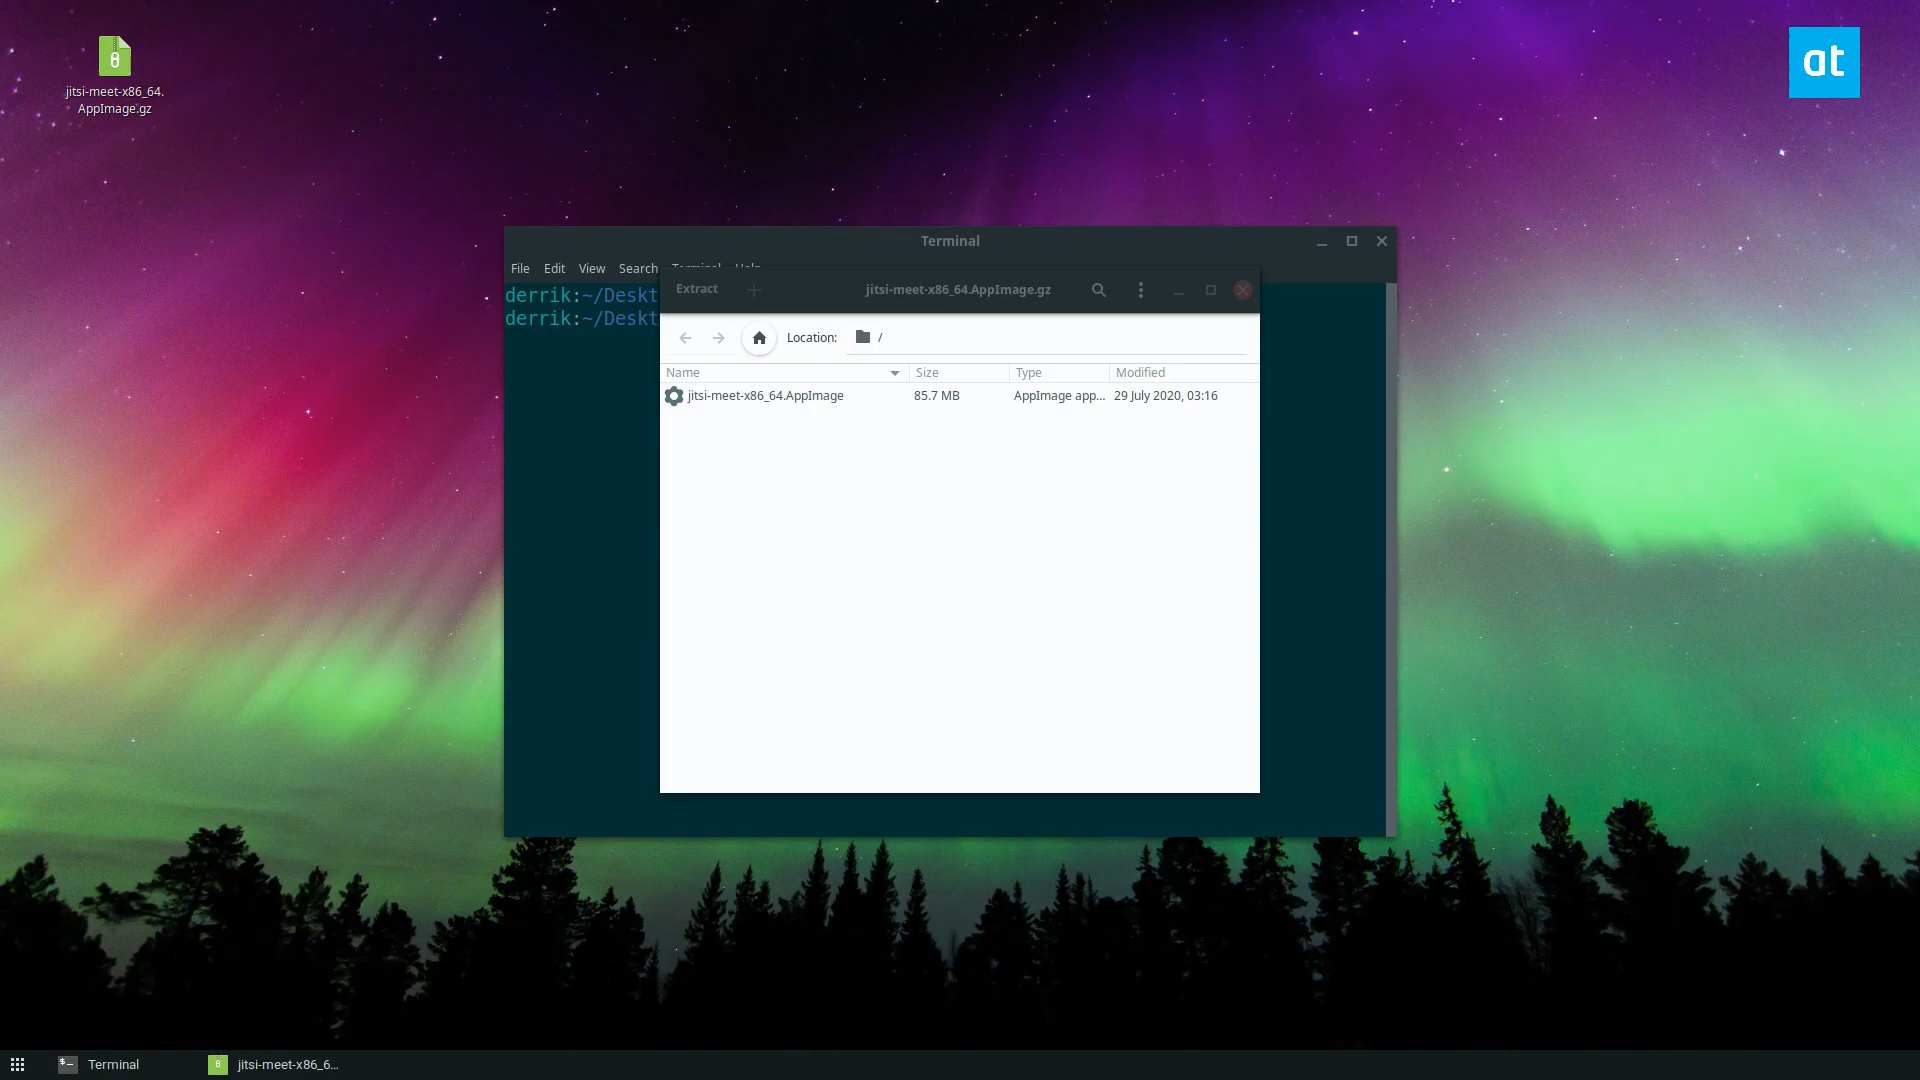 jitsi-meet-x86_64.
AppImage.gz
at
Terminal
File Edit View Search Terminal Help
derrik:~/Deskt
derrik:~/Deskt
Extract jitsi-meet-x86_64.AppImage.gz
Location: /
Name Size Type Modified
jitsi-meet-x86_64.AppImage 85.7 MB AppImage app... 29 July 2020, 03:16
Terminal jitsi-meet-x86_6...